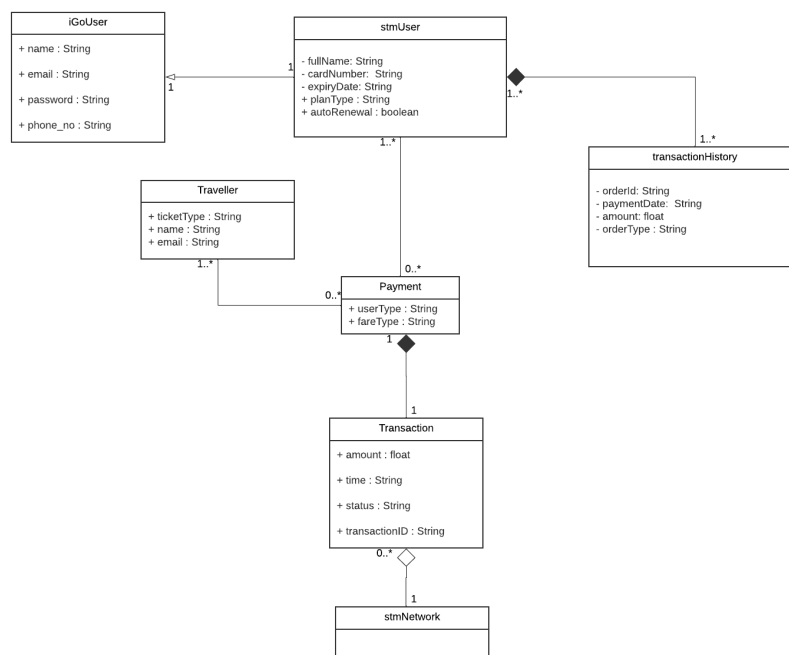 iGoUser
+ name : String
+ email : String
+ password : String
+ phone_no : String
1
1
stmUser
- fullName: String
- cardNumber:  String
- expiryDate: String
+ planType : String
+ autoRenewal : boolean
1..*
1..*
transactionHistory
- orderId: String
- paymentDate:  String
- amount: float
- orderType : String
1..*
Traveller
+ ticketType : String
+ name : String
+ email : String
1..*
0..*
0..*
Payment
+ userType : String
+ fareType : String
1
1
Transaction
+ amount : float
+ time : String
+ status : String
+ transactionID : String
0..*
1
stmNetwork